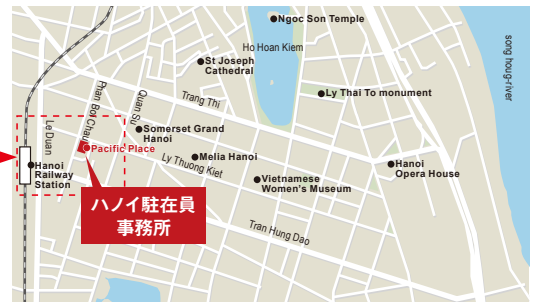 Ngoc Son Temple
Ho Hoan Kiem
St Joseph
Cathedral
song houg-river
Ly Thai To monument
Trang Thi
Quan Su
Phan Boi Chau
Le Duan
Somerset Grand
Hanoi
Pacific Place
Melia Hanoi
Ly Thuong Kiet
Hanoi
Railway
Station
Hanoi
Opera House
Vietnamese
Women's Museum
ハノイ駐在員
事務所
Tran Hung Dao